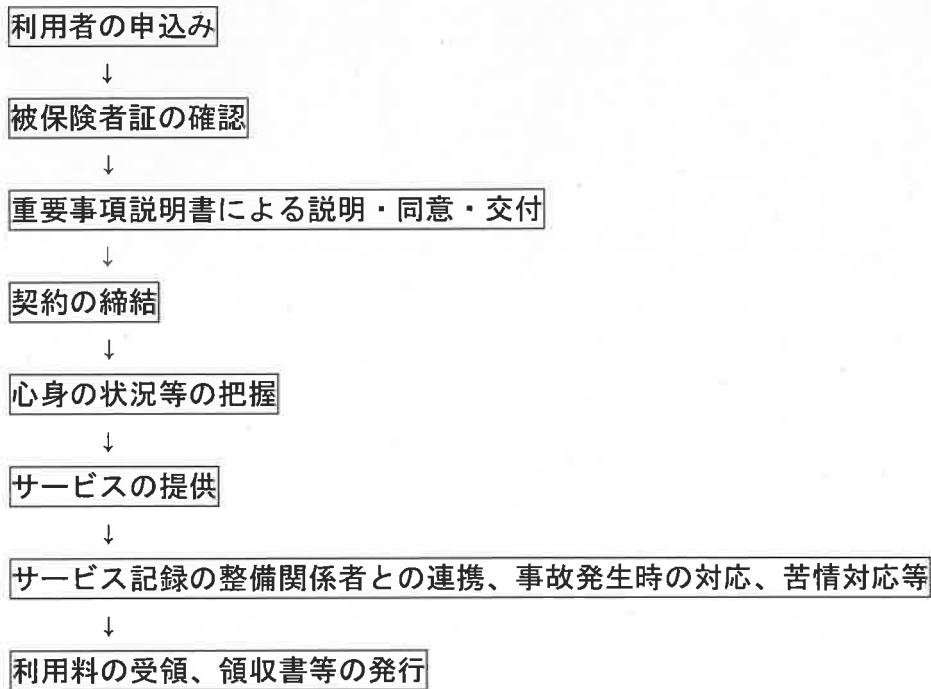 利用者の申込み
↓
被保険者証の確認
↓
重要事項説明書による説明・同意・交付
↓
契約の締結
↓
心身の状況等の把握
↓
サービスの提供
↓
サービス記録の整備関係者との連携、事故発生時の対応、苦情対応等
↓
利用料の受領、領収書等の発行